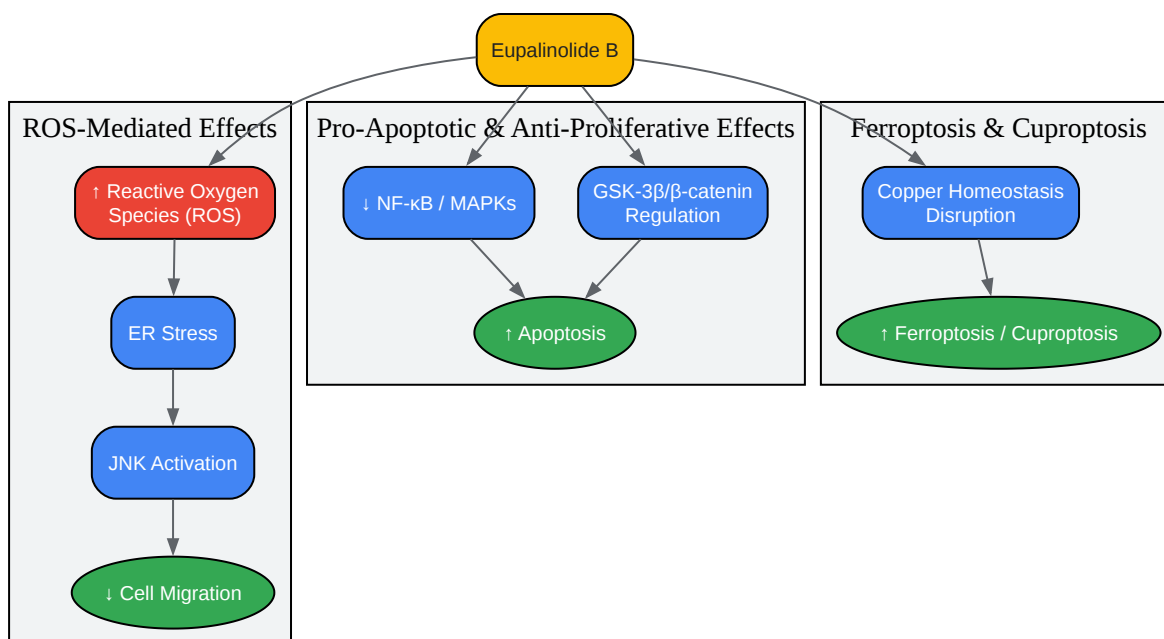 Eupalinolide B
ROS-Mediated Effects
Pro-Apoptotic & Anti-Proliferative Effects
Ferroptosis & Cuproptosis
↑ Reactive Oxygen
Species (ROS)
↓ NF-κB / MAPKs
GSK-3β/β-catenin
Regulation
Copper Homeostasis
Disruption
ER Stress
↑ Apoptosis
↑ Ferroptosis / Cuproptosis
JNK Activation
↓ Cell Migration